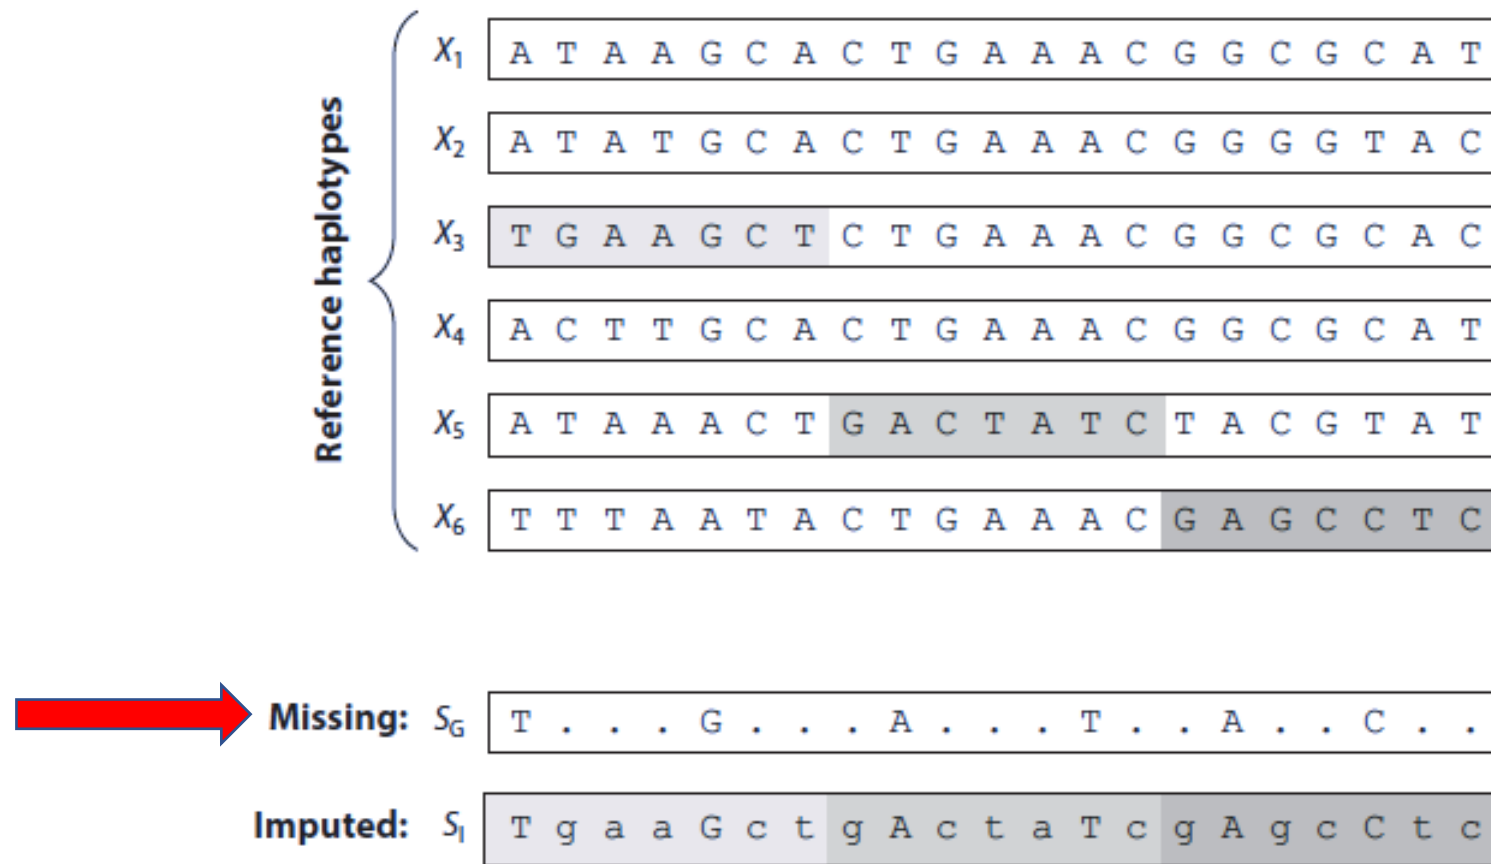 Reference haplotypes
X1 A T A A G C A C T G A A A C G G C G C A T
X2 A T A T G C A C T G A A A C G G G G T A C
X3 T G A A G C T C T G A A A C G G C G C A C
X4 A C T T G C A C T G A A A C G G C G C A T
X5 A T A A A C T G A C T A T C T A C G T A T
X6 T T T A A T A C T G A A A C G A G C C T C
Missing: SG T . . . G . . . A . . . T . . A . . C . .
Imputed: SI T g a a G c t g A c t a T c g A g c C t c